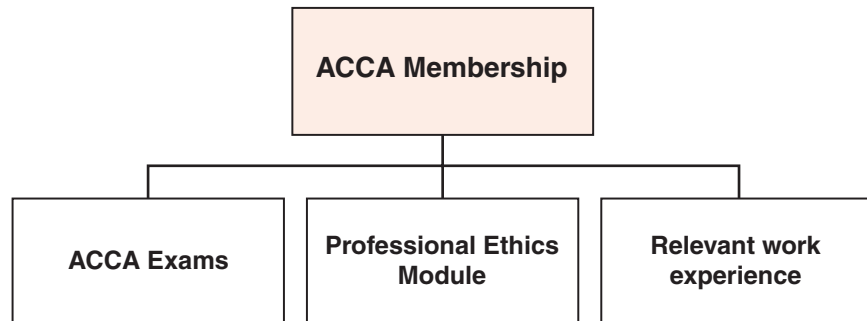 ACCA Membership
ACCA Exams
Professional Ethics
Module
Relevant work
experience